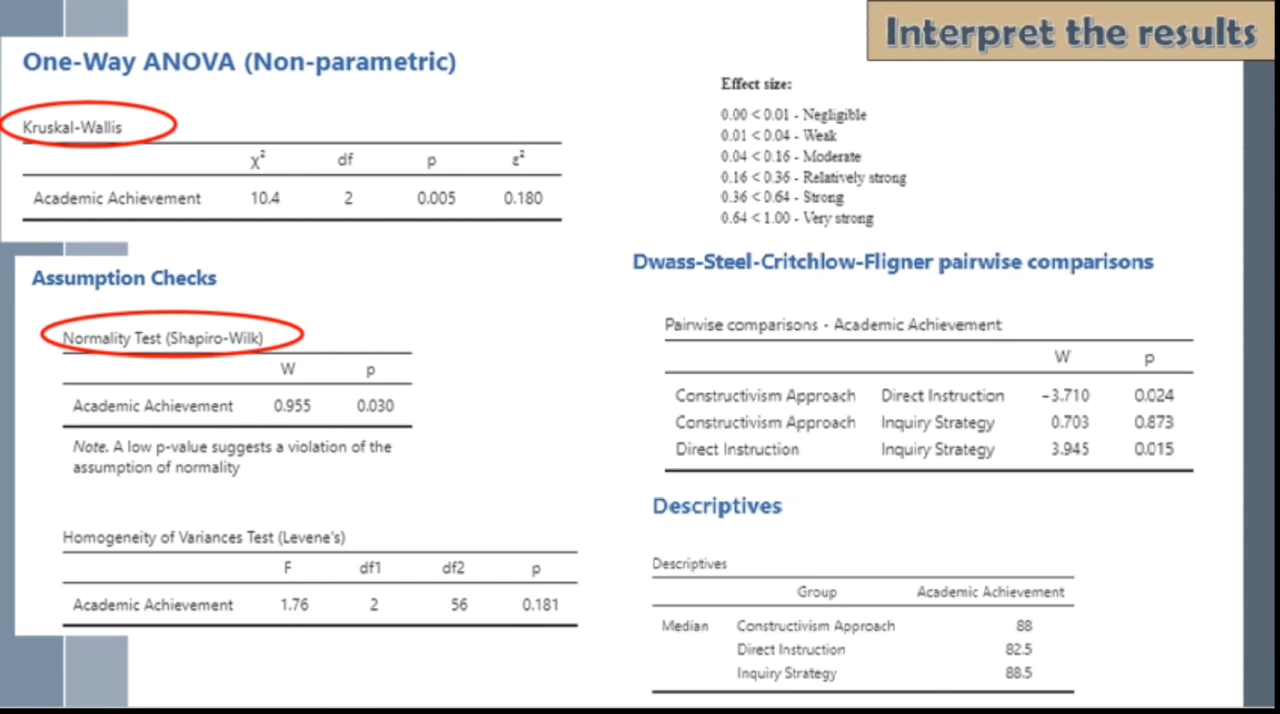 Interpret the results
One-Way ANOVA (Non-parametric)
Kruskal-Wallis
χ² df p ε²
Academic Achievement 10.4 2 0.005 0.180
Effect size:
0.00 < 0.01 - Negligible
0.01 < 0.04 - Weak
0.04 < 0.16 - Moderate
0.16 < 0.36 - Relatively strong
0.36 < 0.64 - Strong
0.64 < 1.00 - Very strong
Assumption Checks
Normality Test (Shapiro-Wilk)
W p
Academic Achievement 0.955 0.030
Note. A low p-value suggests a violation of the
assumption of normality
Homogeneity of Variances Test (Levene's)
F df1 df2 p
Academic Achievement 1.76 2 56 0.181
Dwass-Steel-Critchlow-Fligner pairwise comparisons
Pairwise comparisons - Academic Achievement
W p
Constructivism Approach Direct Instruction −3.710 0.024
Constructivism Approach Inquiry Strategy 0.703 0.873
Direct Instruction Inquiry Strategy 3.945 0.015
Descriptives
Descriptives
Group Academic Achievement
Median Constructivism Approach 88
Direct Instruction 82.5
Inquiry Strategy 88.5